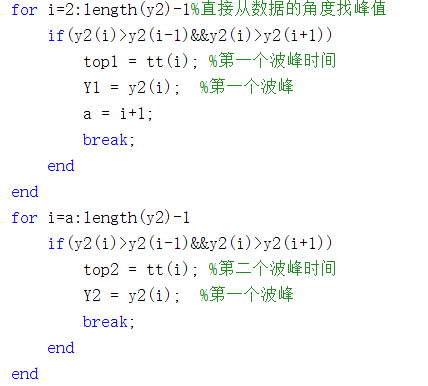 for i=2:length(y2)-1%直接从数据的角度找峰值
if(y2(i)>y2(i-1)&&y2(i)>y2(i+1))
top1 = tt(i); %第一个波峰时间
Y1 = y2(i);  %第一个波峰
a = i+1;
break;
end
end
for i=a:length(y2)-1
if(y2(i)>y2(i-1)&&y2(i)>y2(i+1))
top2 = tt(i); %第二个波峰时间
Y2 = y2(i);  %第一个波峰
break;
end
end